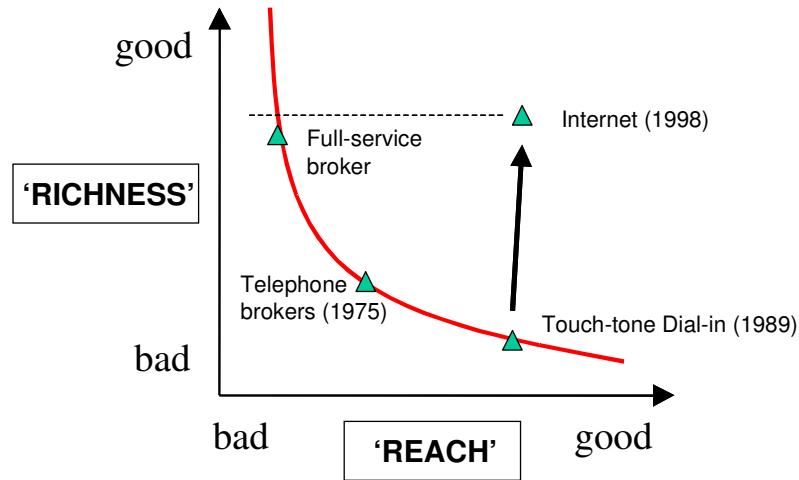 good
Internet (1998)
Full-service
broker
‘RICHNESS’
Telephone
brokers (1975)
Touch-tone Dial-in (1989)
bad
bad
good
‘REACH’